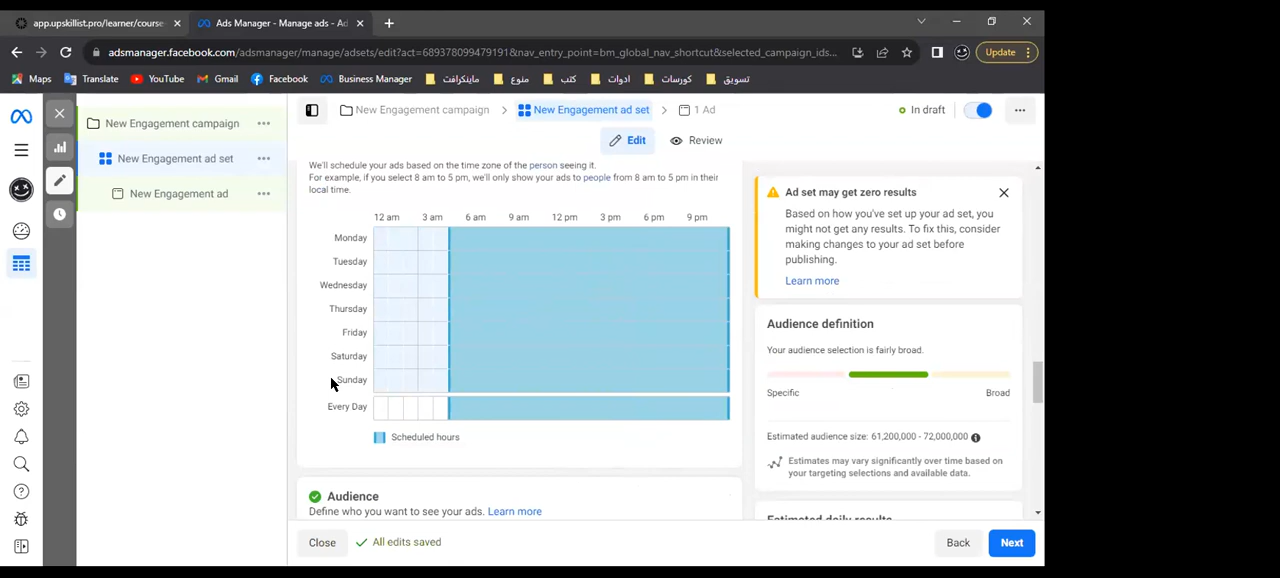 app.upskillist.pro/learner/course
Ads Manager - Manage ads - Ad
adsmanager.facebook.com/adsmanager/manage/adsets/edit?act=689378099479191&nav_entry_point=bm_global_nav_shortcut&selected_campaign_ids...
Update
Maps
Translate
YouTube
Gmail
Facebook
Business Manager
ماينكرافت
منوع
كتب
ادوات
كورسات
تسويق
New Engagement campaign
New Engagement ad set
New Engagement ad
New Engagement campaign
New Engagement ad set
1 Ad
In draft
Edit
Review
We'll schedule your ads based on the time zone of the person seeing it.
For example, if you select 8 am to 5 pm, we'll only show your ads to people from 8 am to 5 pm in their
local time.
12 am 3 am 6 am 9 am 12 pm 3 pm 6 pm 9 pm
Monday
Tuesday
Wednesday
Thursday
Friday
Saturday
Sunday
Every Day
Scheduled hours
Audience
Define who you want to see your ads. Learn more
Ad set may get zero results
Based on how you've set up your ad set, you
might not get any results. To fix this, consider
making changes to your ad set before
publishing.
Learn more
Audience definition
Your audience selection is fairly broad.
Specific
Broad
Estimated audience size: 61,200,000 - 72,000,000
Estimates may vary significantly over time based on
your targeting selections and available data.
Estimated daily results
Close
All edits saved
Back
Next